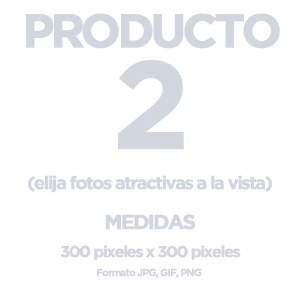 PRODUCTO
2
(elija fotos atractivas a la vista)
MEDIDAS
300 pixeles x 300 pixeles
Formato JPG, GIF, PNG